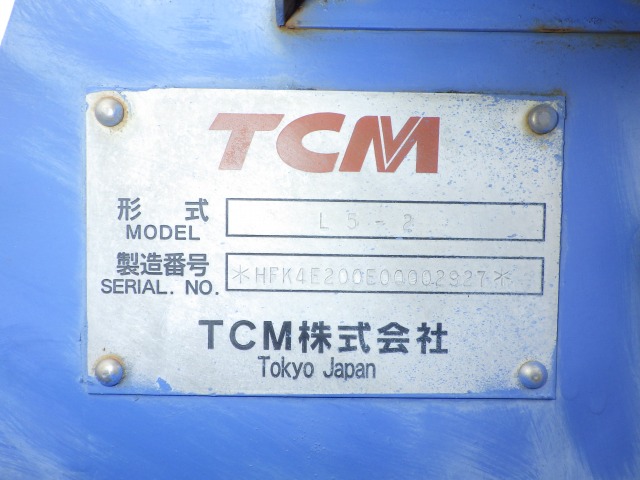 TCM
形式 L5-2
MODEL
製造番号 *HFK4E200E00002927*
SERIAL. NO.
TCM株式会社
Tokyo Japan